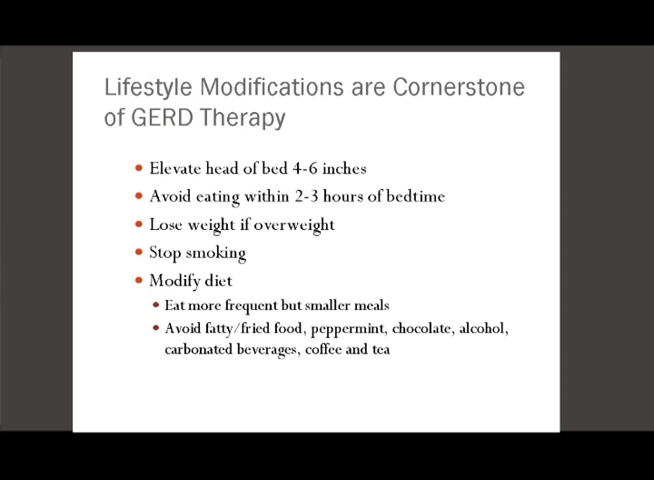 Lifestyle Modifications are Cornerstone
of GERD Therapy
• Elevate head of bed 4-6 inches
• Avoid eating within 2-3 hours of bedtime
• Lose weight if overweight
• Stop smoking
• Modify diet
• Eat more frequent but smaller meals
• Avoid fatty/fried food, peppermint, chocolate, alcohol,
carbonated beverages, coffee and tea